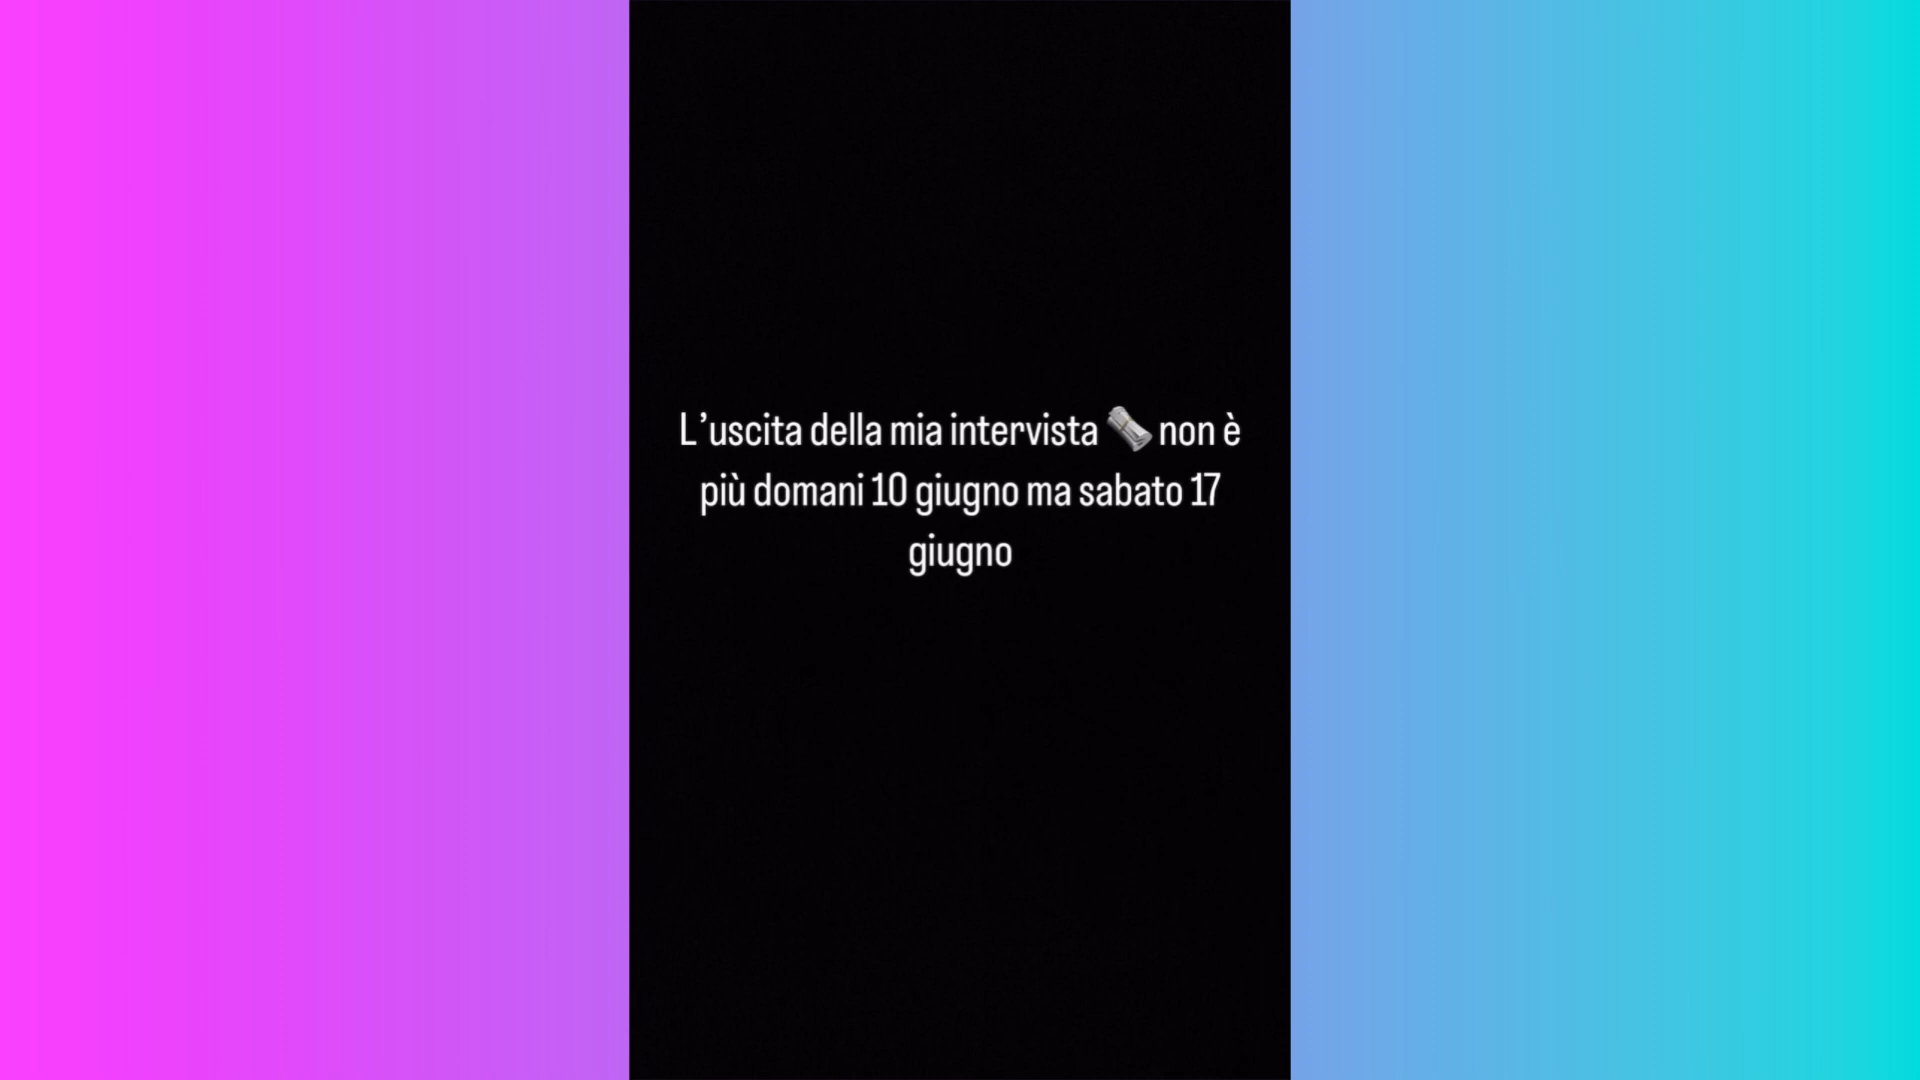 L’uscita della mia intervista 🗞️ non è
più domani 10 giugno ma sabato 17
giugno